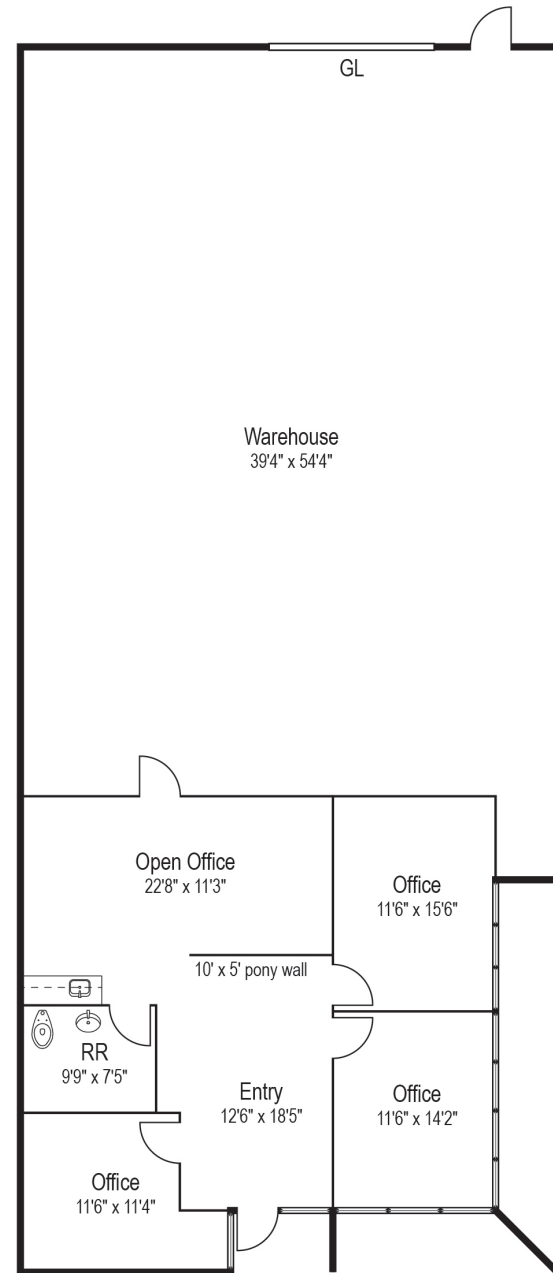 GL
Warehouse
39'4" x 54'4"
Open Office
22'8" x 11'3"
Office
11'6" x 15'6"
10' x 5' pony wall
RR
9'9" x 7'5"
Entry
12'6" x 18'5"
Office
11'6" x 14'2"
Office
11'6" x 11'4"